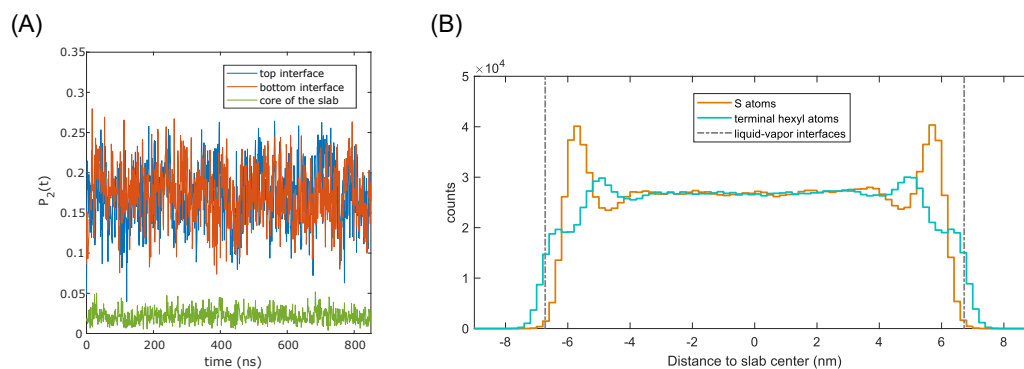 (A)
0.35
0.3
0.25
0.2
0.15
0.1
0.05
0
P2(t)
0
200
400
600
800
time (ns)
top interface
bottom interface
core of the slab
(B)
×10^4
5
4
3
2
1
0
counts
-8
-6
-4
-2
0
2
4
6
8
Distance to slab center (nm)
S atoms
terminal hexyl atoms
liquid-vapor interfaces